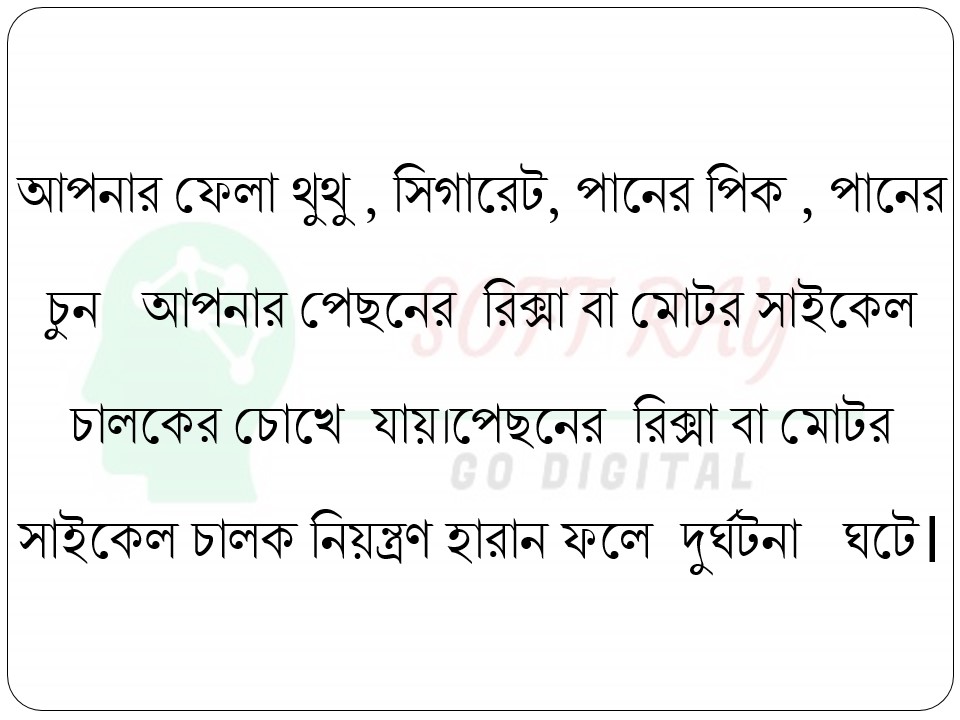 আপনার ফেলা থুথু , সিগারেট, পানের পিক , পানের
চুন আপনার পেছনের রিক্সা বা মোটর সাইকেল
চালকের চোখে যায়।পেছনের রিক্সা বা মোটর
সাইকেল চালক নিয়ন্ত্রণ হারান ফলে দুর্ঘটনা ঘটে।
SOFT RAY
GO DIGITAL